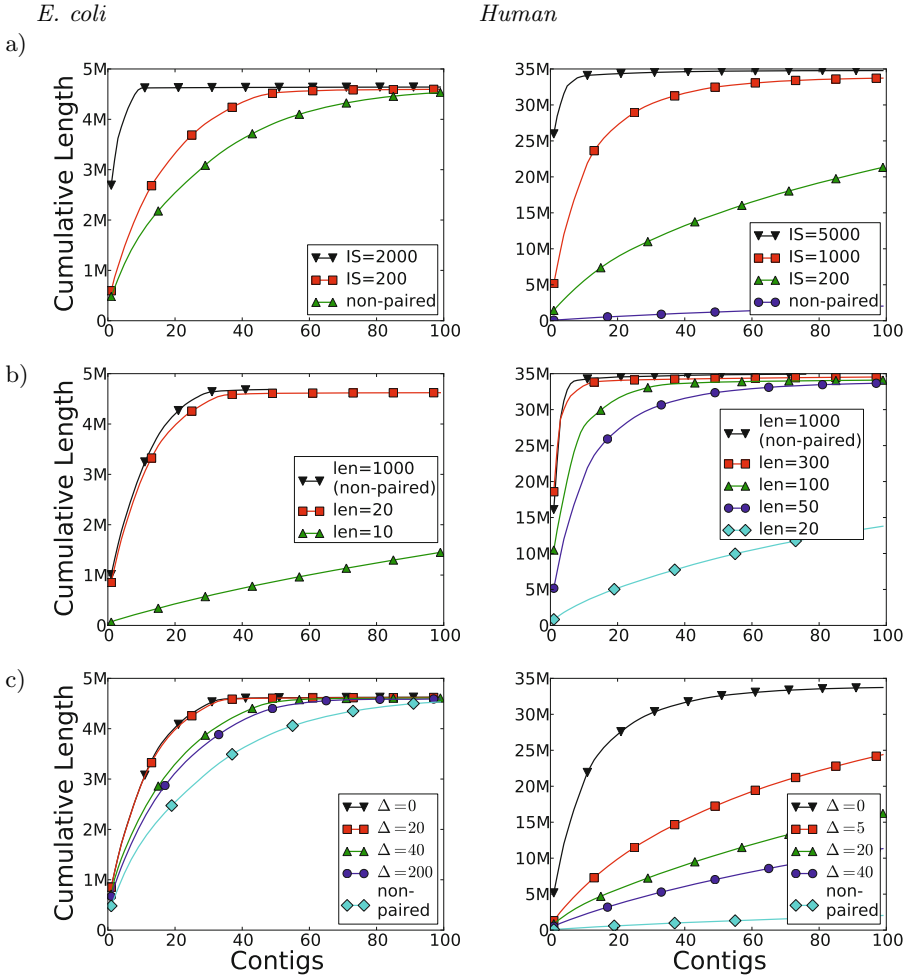 E. coli
Human
a)
5M
4M
3M
2M
1M
0
Cumulative Length
IS=2000
IS=200
non-paired
0 20 40 60 80 100
35M
30M
25M
20M
15M
10M
5M
0
IS=5000
IS=1000
IS=200
non-paired
0 20 40 60 80 100
b)
5M
4M
3M
2M
1M
0
Cumulative Length
len=1000
(non-paired)
len=20
len=10
0 20 40 60 80 100
35M
30M
25M
20M
15M
10M
5M
0
len=1000
(non-paired)
len=300
len=100
len=50
len=20
0 20 40 60 80 100
c)
5M
4M
3M
2M
1M
0
Cumulative Length
Δ=0
Δ=20
Δ=40
Δ=200
non-
paired
0 20 40 60 80 100
Contigs
35M
30M
25M
20M
15M
10M
5M
0
Δ=0
Δ=5
Δ=20
Δ=40
non-
paired
0 20 40 60 80 100
Contigs